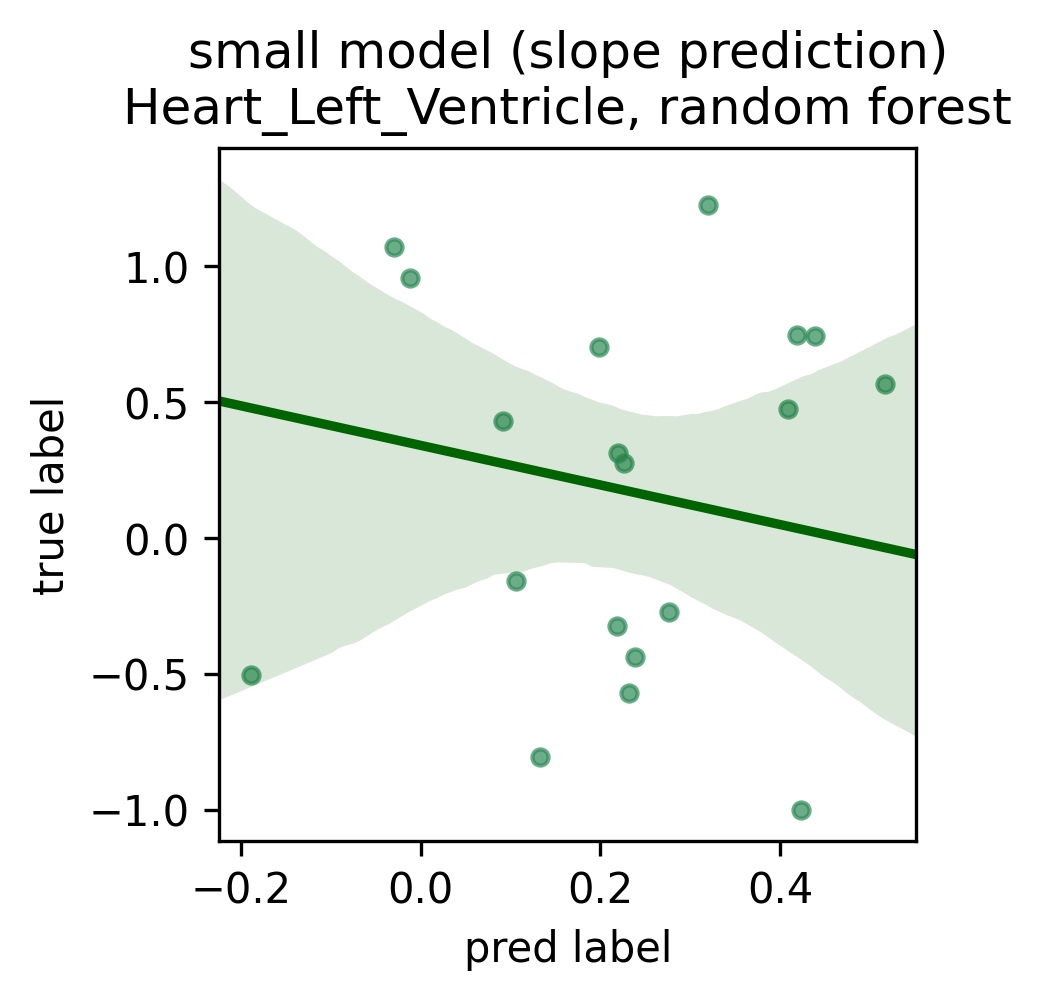 small model (slope prediction)
Heart_Left_Ventricle, random forest
1.0
0.5
0.0
−0.5
−1.0
true label
−0.2 0.0 0.2 0.4
pred label